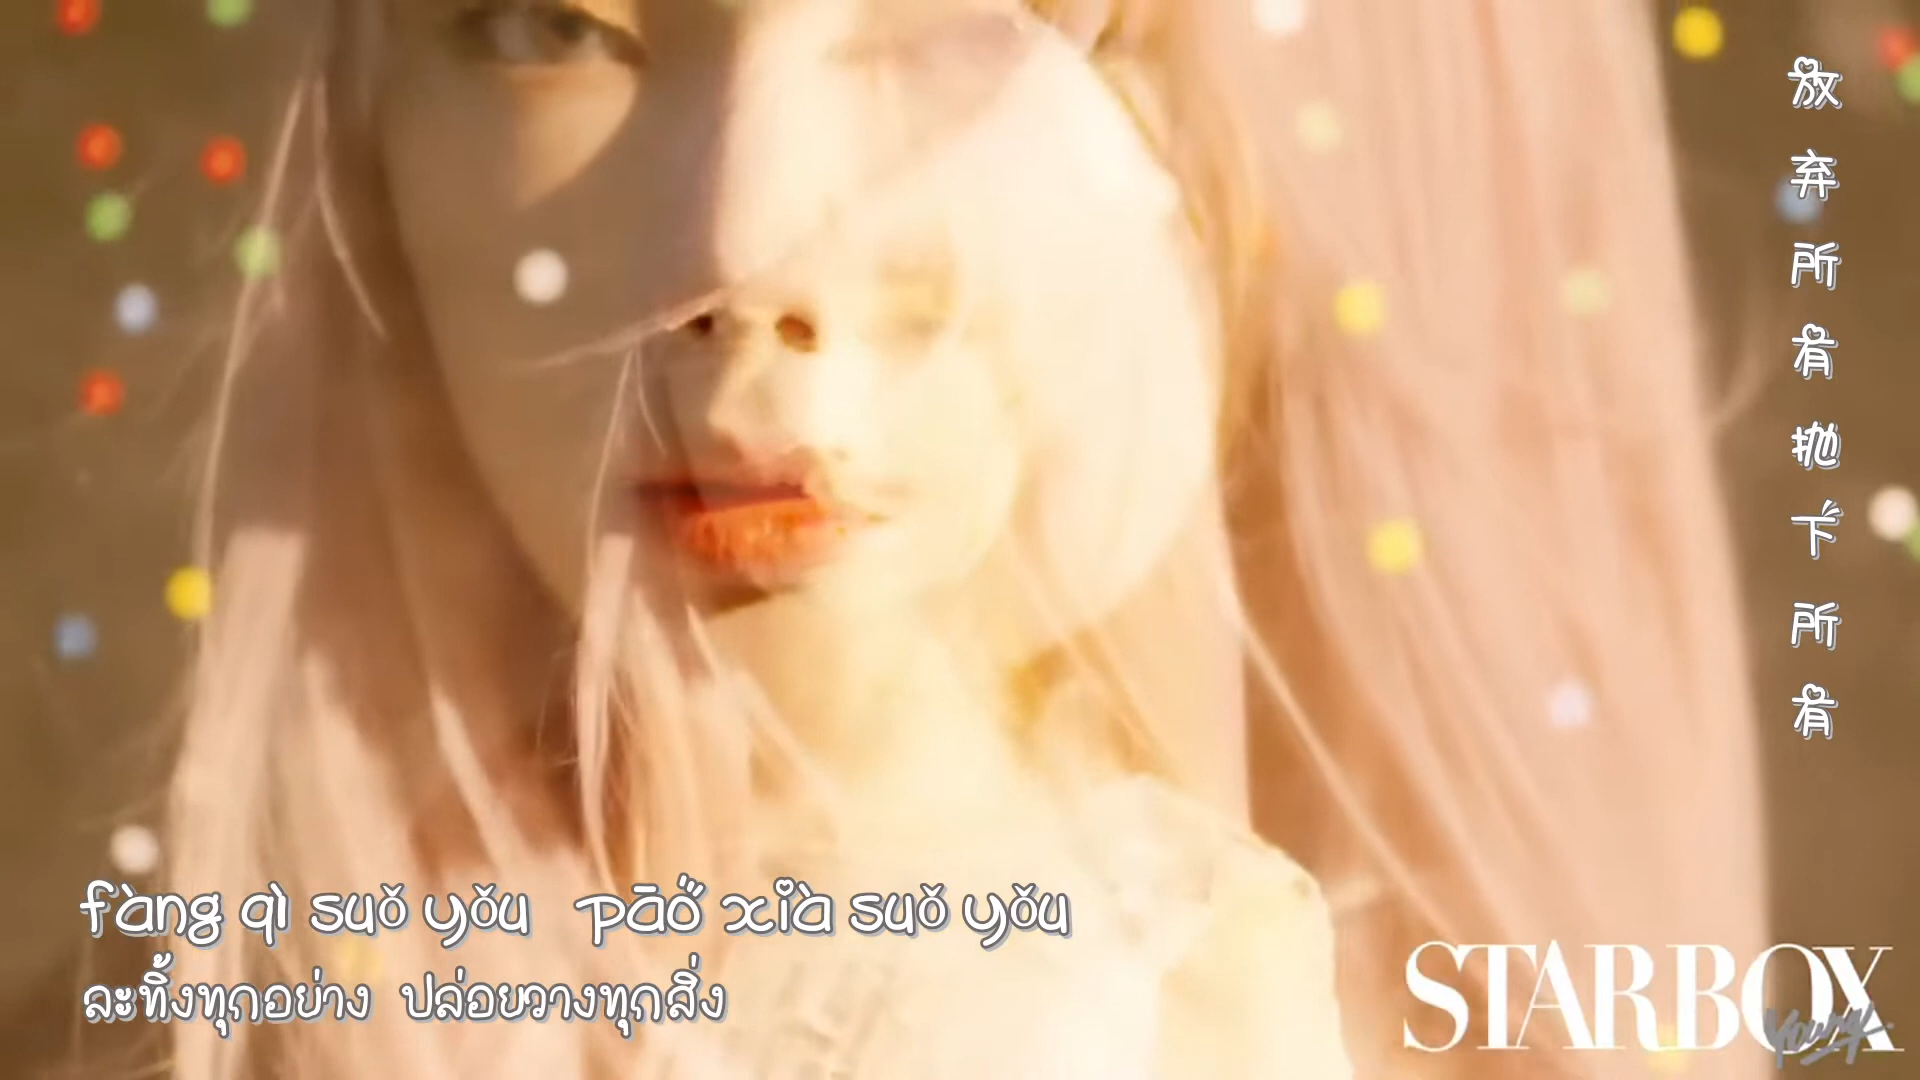 放弃所有抛下所有
fàng qì suǒ yǒu pāo xià suǒ yǒu
ละทิ้งทุกอย่าง ปล่อยวางทุกสิ่ง
STARBOX
Young